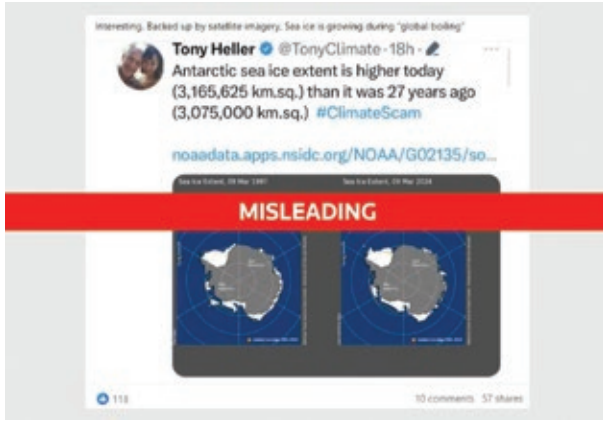 Interesting. Backed up by satellite imagery. Sea ice is growing during "global boiling"
Tony Heller @TonyClimate · 18h ·
Antarctic sea ice extent is higher today
(3,165,625 km.sq.) than it was 27 years ago
(3,075,000 km.sq.) #ClimateScam
noaadata.apps.nsidc.org/NOAA/G02135/so...
Sea Ice Extent, 09 Mar 1997 Sea Ice Extent, 09 Mar 2024
MISLEADING
118 10 comments 57 shares